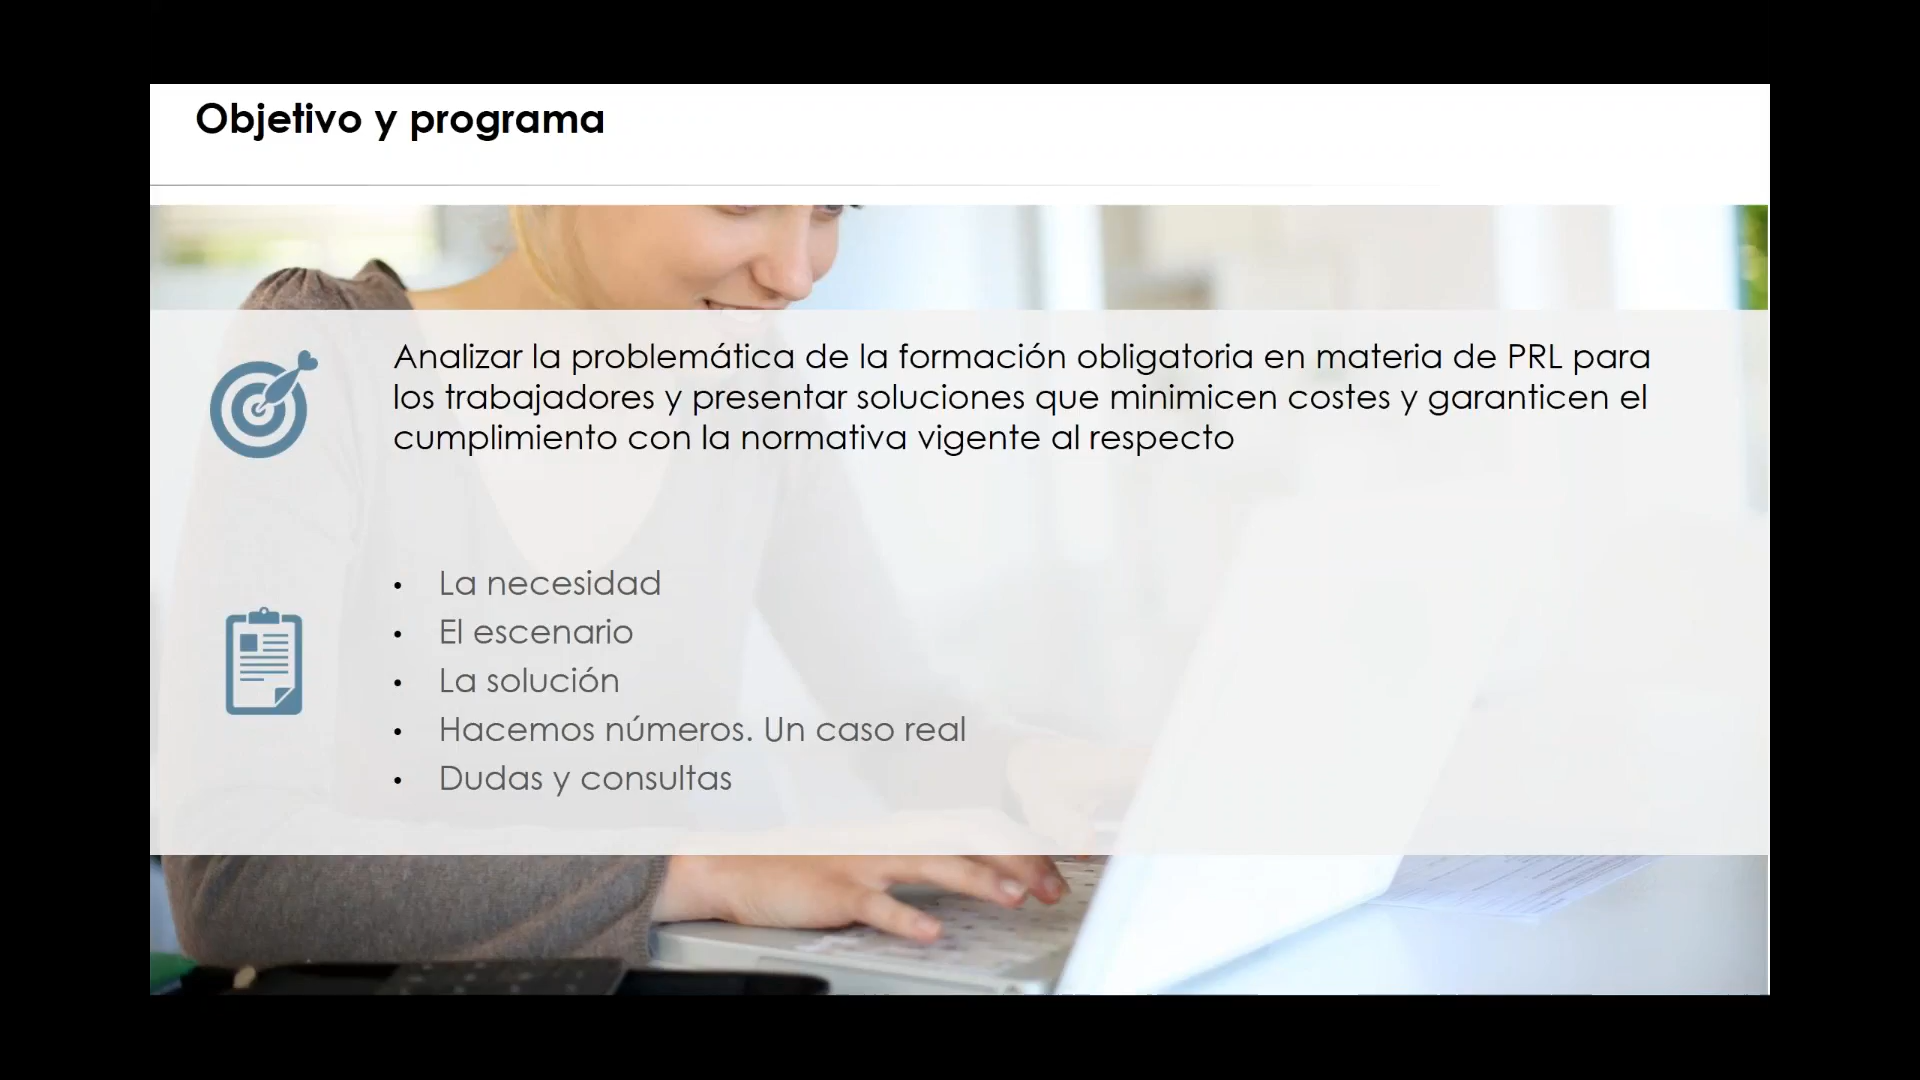 Objetivo y programa
Analizar la problemática de la formación obligatoria en materia de PRL para
los trabajadores y presentar soluciones que minimicen costes y garanticen el
cumplimiento con la normativa vigente al respecto
• La necesidad
• El escenario
• La solución
• Hacemos números. Un caso real
• Dudas y consultas